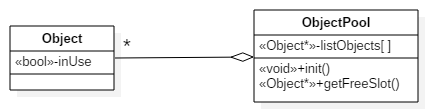 Object
«bool»-inUse
*
ObjectPool
«Object*»-listObjects[ ]
«void»+init()
«Object*»+getFreeSlot()